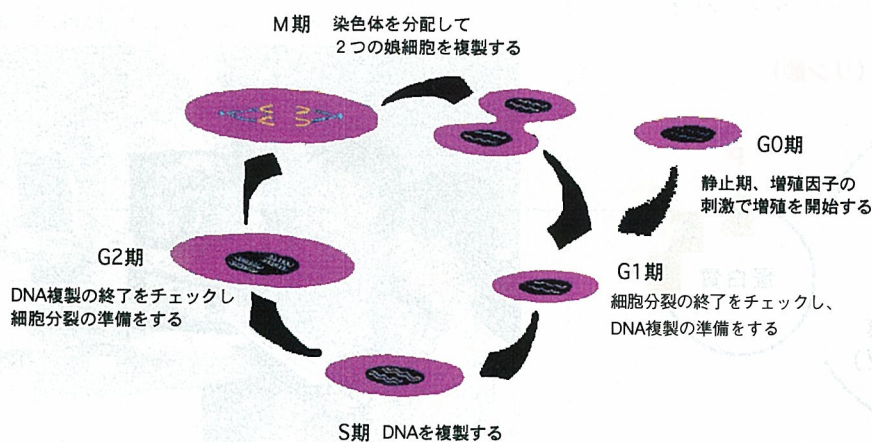 M期 染色体を分配して
2つの娘細胞を複製する
G0期
静止期、増殖因子の
刺激で増殖を開始する
G1期
細胞分裂の終了をチェックし、
DNA複製の準備をする
S期 DNAを複製する
G2期
DNA複製の終了をチェックし
細胞分裂の準備をする